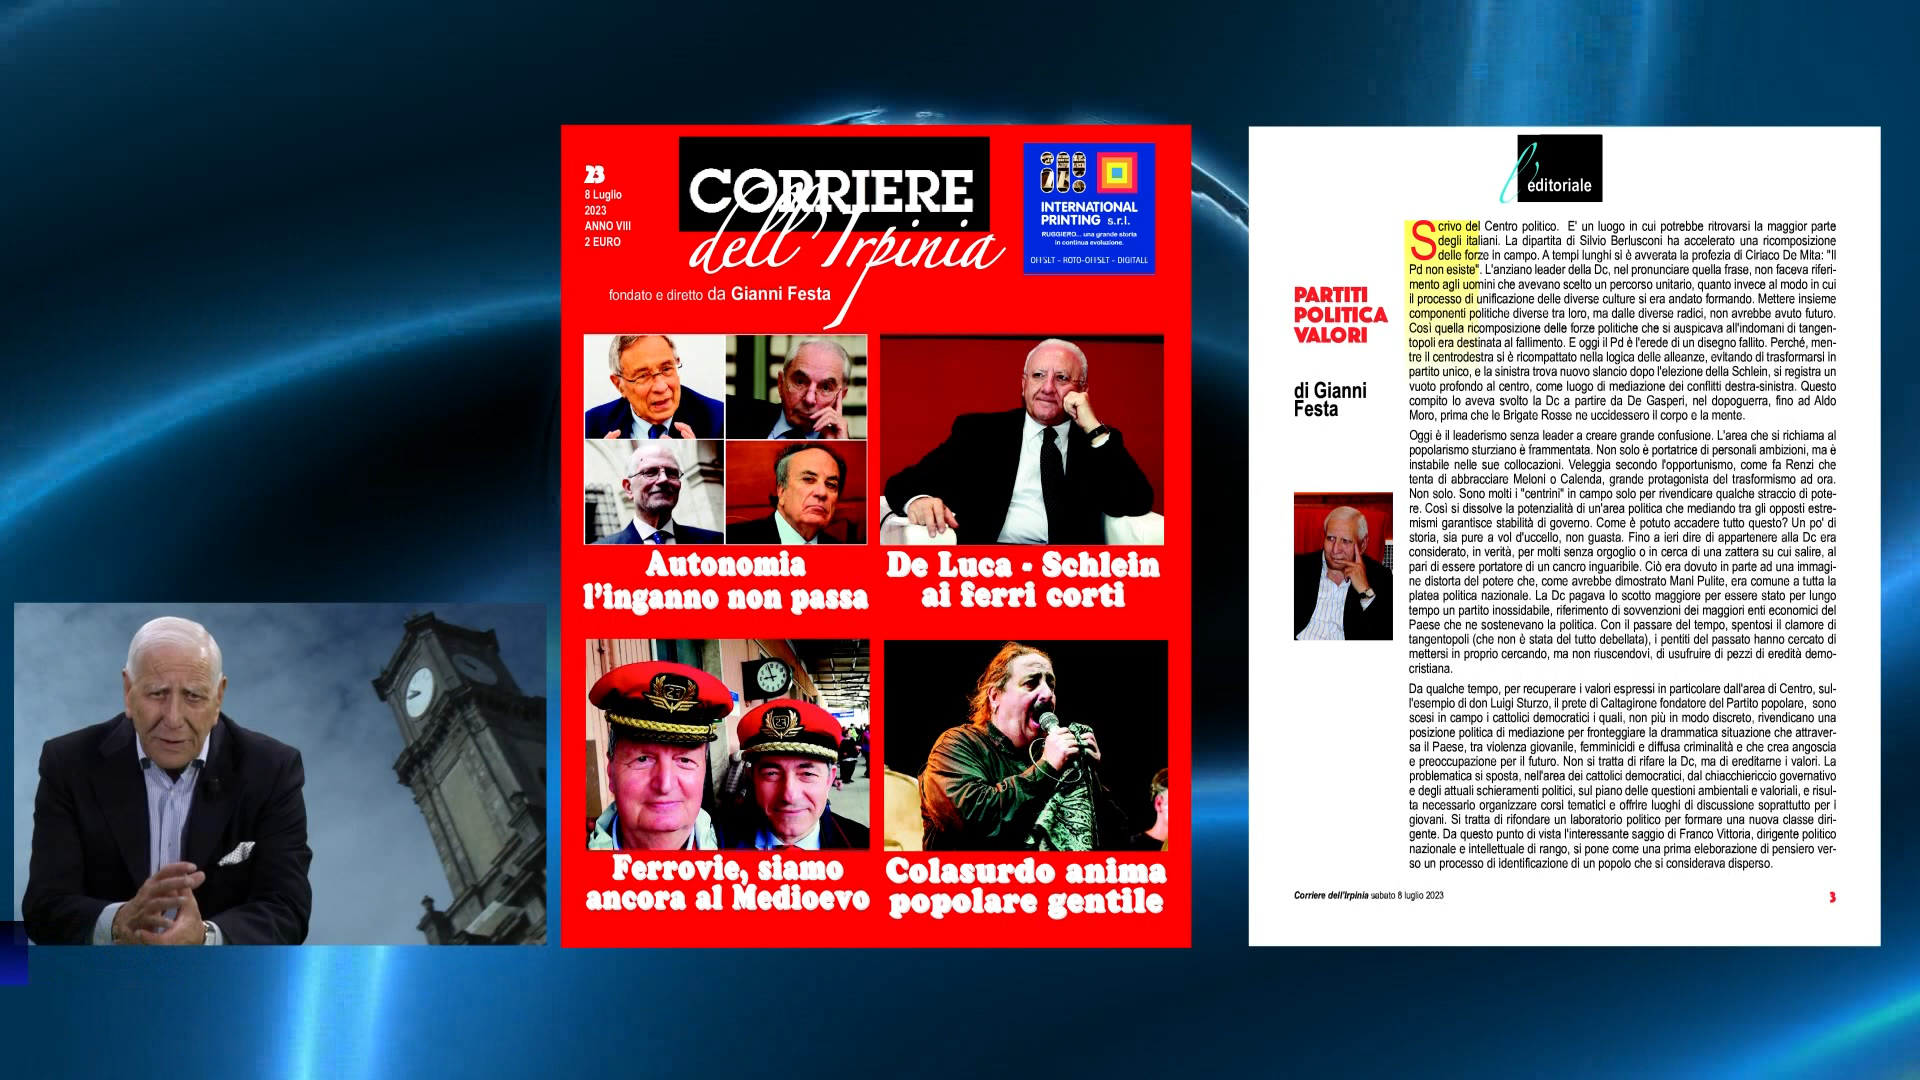 23
8 Luglio
2023
ANNO VIII
2 EURO
CORRIERE
dell'Irpinia
fondato e diretto da Gianni Festa
INTERNATIONAL
PRINTING s.r.l.
RUGGIERO... una grande storia
in continua evoluzione.
OFFSET - ROTO-OFFSET - DIGITALE
Autonomia
l'inganno non passa
De Luca - Schlein
ai ferri corti
Ferrovie, siamo
ancora al Medioevo
Colasurdo anima
popolare gentile
l'editoriale
PARTITI
POLITICA
VALORI
di Gianni
Festa
Scrivo del Centro politico. E' un luogo in cui potrebbe ritrovarsi la maggior parte
degli italiani. La dipartita di Silvio Berlusconi ha accelerato una ricomposizione
delle forze in campo. A tempi lunghi si è avverata la profezia di Ciriaco De Mita: "Il
Pd non esiste". L'anziano leader della Dc, nel pronunciare quella frase, non faceva riferi-
mento agli uomini che avevano scelto un percorso unitario, quanto invece al modo in cui
il processo di unificazione delle diverse culture si era andato formando. Mettere insieme
componenti politiche diverse tra loro, ma dalle diverse radici, non avrebbe avuto futuro.
Così quella ricomposizione delle forze politiche che si auspicava all'indomani di tangen-
topoli era destinata al fallimento. E oggi il Pd è l'erede di un disegno fallito. Perché, men-
tre il centrodestra si è ricompattato nella logica delle alleanze, evitando di trasformarsi in
partito unico, e la sinistra trova nuovo slancio dopo l'elezione della Schlein, si registra un
vuoto profondo al centro, come luogo di mediazione dei conflitti destra-sinistra. Questo
compito lo aveva svolto la Dc a partire da De Gasperi, nel dopoguerra, fino ad Aldo
Moro, prima che le Brigate Rosse ne uccidessero il corpo e la mente.
Oggi è il leaderismo senza leader a creare grande confusione. L'area che si richiama al
popolarismo sturziano è frammentata. Non solo è portatrice di personali ambizioni, ma è
instabile nelle sue collocazioni. Veleggia secondo l'opportunismo, come fa Renzi che
tenta di abbracciare Meloni o Calenda, grande protagonista del trasformismo ad ora.
Non solo. Sono molti i "centrini" in campo solo per rivendicare qualche straccio di pote-
re. Così si dissolve la potenzialità di un'area politica che mediando tra gli opposti estre-
mismi garantisce stabilità di governo. Come è potuto accadere tutto questo? Un po' di
storia, sia pure a vol d'uccello, non guasta. Fino a ieri dire di appartenere alla Dc era
considerato, in verità, per molti senza orgoglio o in cerca di una zattera su cui salire, al
pari di essere portatore di un cancro inguaribile. Ciò era dovuto in parte ad una immagi-
ne distorta del potere che, come avrebbe dimostrato Mani Pulite, era comune a tutta la
platea politica nazionale. La Dc pagava lo scotto maggiore per essere stato per lungo
tempo un partito inossidabile, riferimento di sovvenzioni dei maggiori enti economici del
Paese che ne sostenevano la politica. Con il passare del tempo, spentosi il clamore di
tangentopoli (che non è stata del tutto debellata), i pentiti del passato hanno cercato di
mettersi in proprio cercando, ma non riuscendovi, di usufruire di pezzi di eredità demo-
cristiana.
Da qualche tempo, per recuperare i valori espressi in particolare dall'area di Centro, sul-
l'esempio di don Luigi Sturzo, il prete di Caltagirone fondatore del Partito popolare, sono
scesi in campo i cattolici democratici i quali, non più in modo discreto, rivendicano una
posizione politica di mediazione per fronteggiare la drammatica situazione che attraver-
sa il Paese, tra violenza giovanile, femminicidi e diffusa criminalità e che crea angoscia
e preoccupazione per il futuro. Non si tratta di rifare la Dc, ma di ereditarne i valori. La
problematica si sposta, nell'area dei cattolici democratici, dal chiacchiericcio governativo
e degli attuali schieramenti politici, sul piano delle questioni ambientali e valoriali, e risul-
ta necessario organizzare corsi tematici e offrire luoghi di discussione soprattutto per i
giovani. Si tratta di rifondare un laboratorio politico per formare una nuova classe diri-
gente. Da questo punto di vista l'interessante saggio di Franco Vittoria, dirigente politico
nazionale e intellettuale di rango, si pone come una prima eleborazione di pensiero ver-
so un processo di identificazione di un popolo che si considerava disperso.
Corriere dell'Irpinia sabato 8 luglio 2023
3